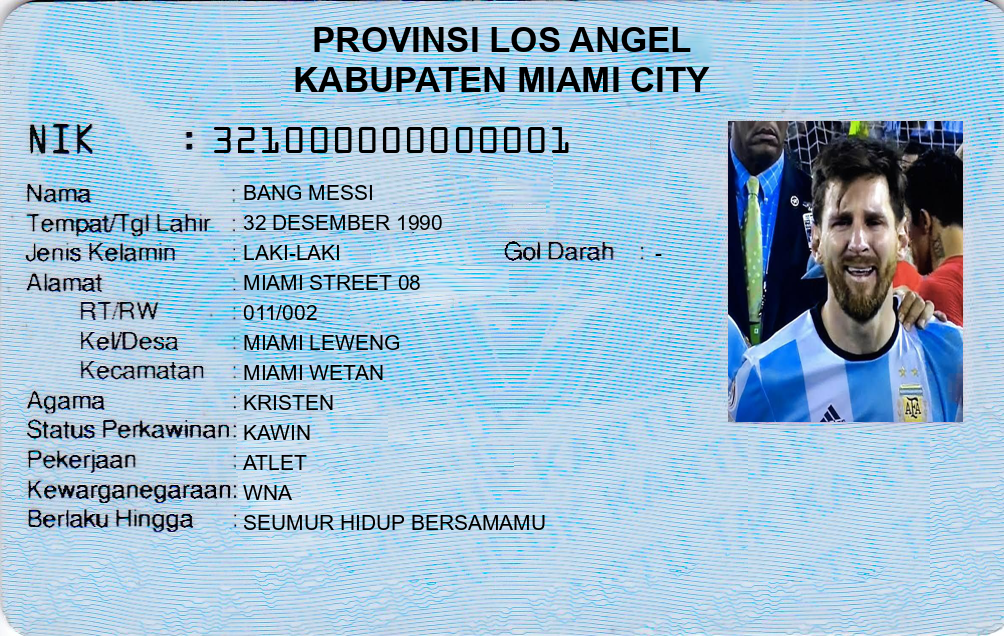 PROVINSI LOS ANGEL
KABUPATEN MIAMI CITY
NIK : 3210000000000001
Nama : BANG MESSI
Tempat/Tgl Lahir : 32 DESEMBER 1990
Jenis Kelamin : LAKI-LAKI Gol Darah : -
Alamat : MIAMI STREET 08
RT/RW : 011/002
Kel/Desa : MIAMI LEWENG
Kecamatan : MIAMI WETAN
Agama : KRISTEN
Status Perkawinan: KAWIN
Pekerjaan : ATLET
Kewarganegaraan: WNA
Berlaku Hingga : SEUMUR HIDUP BERSAMAMU
AFA